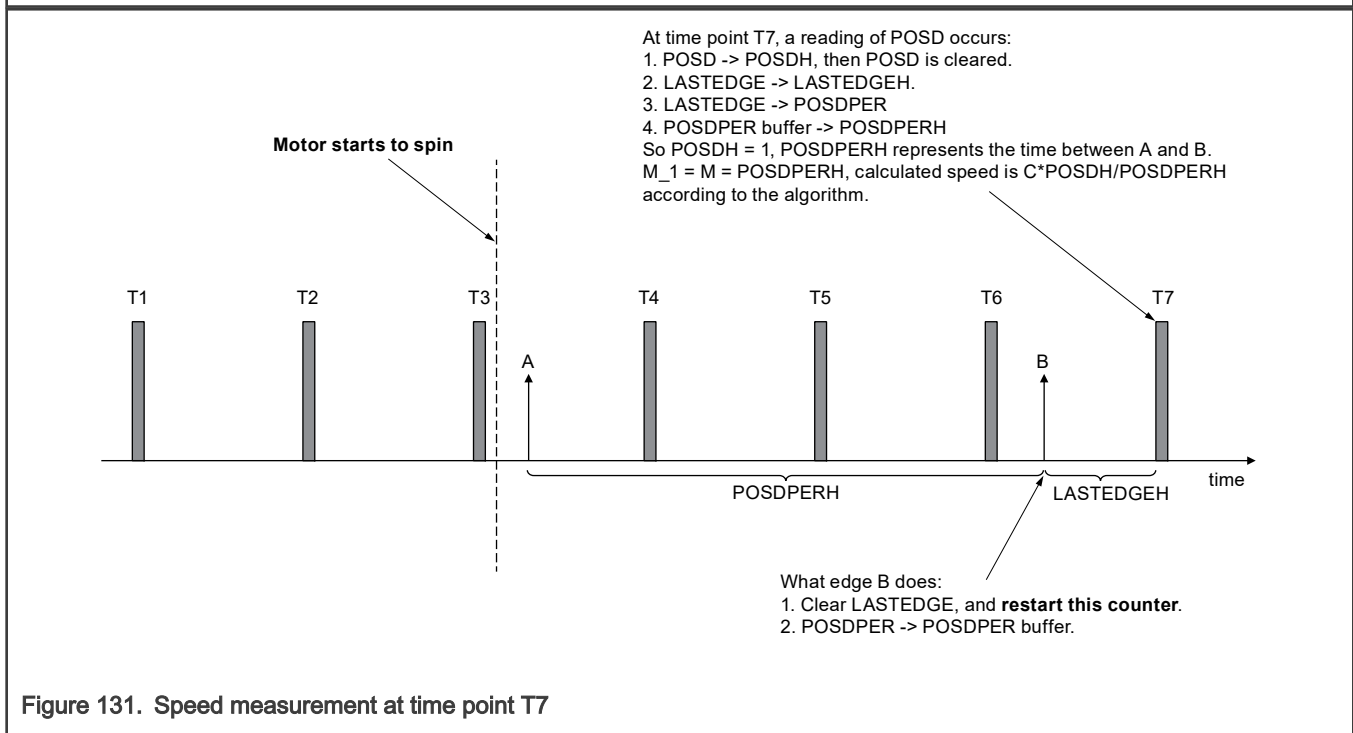 At time point T7, a reading of POSD occurs:
1. POSD -> POSDH, then POSD is cleared.
2. LASTEDGE -> LASTEDGEH.
3. LASTEDGE -> POSDPER
4. POSDPER buffer -> POSDPERH
So POSDH = 1, POSDPERH represents the time between A and B.
M_1 = M = POSDPERH, calculated speed is C*POSDH/POSDPERH
according to the algorithm.
Motor starts to spin
T1
T2
T3
T4
T5
T6
T7
A
B
time
POSDPERH
LASTEDGEH
What edge B does:
1. Clear LASTEDGE, and restart this counter.
2. POSDPER -> POSDPER buffer.
Figure 131. Speed measurement at time point T7